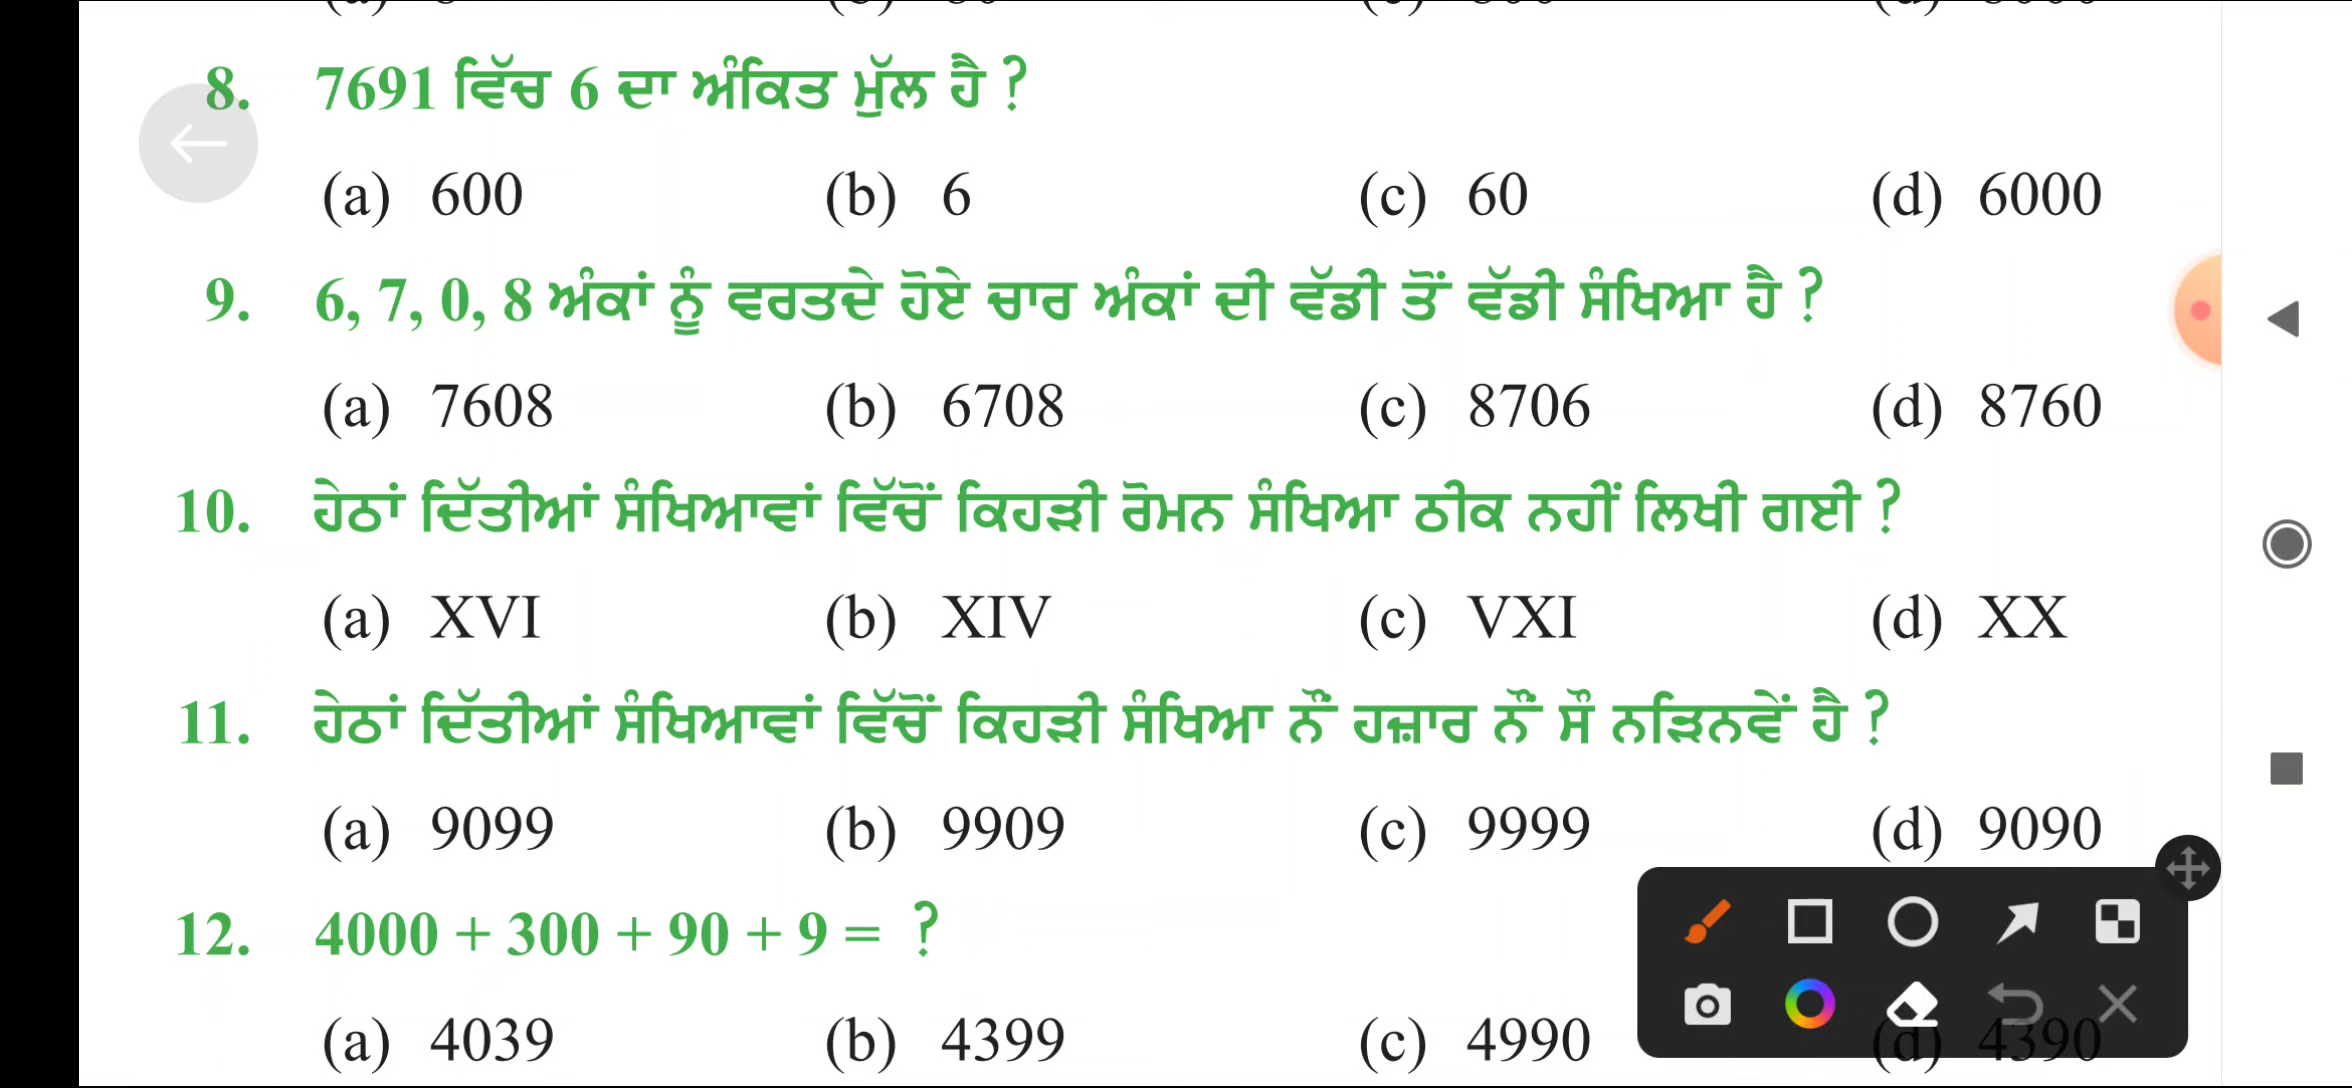 8. 7691 ਵਿੱਚ 6 ਦਾ ਅੰਕਿਤ ਮੁੱਲ ਹੈ ?
(a) 600 (b) 6 (c) 60 (d) 6000
9. 6, 7, 0, 8 ਅੰਕਾਂ ਨੂੰ ਵਰਤਦੇ ਹੋਏ ਚਾਰ ਅੰਕਾਂ ਦੀ ਵੱਡੀ ਤੋਂ ਵੱਡੀ ਸੰਖਿਆ ਹੈ ?
(a) 7608 (b) 6708 (c) 8706 (d) 8760
10. ਹੇਠਾਂ ਦਿੱਤੀਆਂ ਸੰਖਿਆਵਾਂ ਵਿੱਚੋਂ ਕਿਹੜੀ ਰੋਮਨ ਸੰਖਿਆ ਠੀਕ ਨਹੀਂ ਲਿਖੀ ਗਈ ?
(a) XVI (b) XIV (c) VXI (d) XX
11. ਹੇਠਾਂ ਦਿੱਤੀਆਂ ਸੰਖਿਆਵਾਂ ਵਿੱਚੋਂ ਕਿਹੜੀ ਸੰਖਿਆ ਨੌਂ ਹਜ਼ਾਰ ਨੌਂ ਸੌ ਨੜਿਨਵੇਂ ਹੈ ?
(a) 9099 (b) 9909 (c) 9999 (d) 9090
12. 4000 + 300 + 90 + 9 = ?
(a) 4039 (b) 4399 (c) 4990 (d) 4390